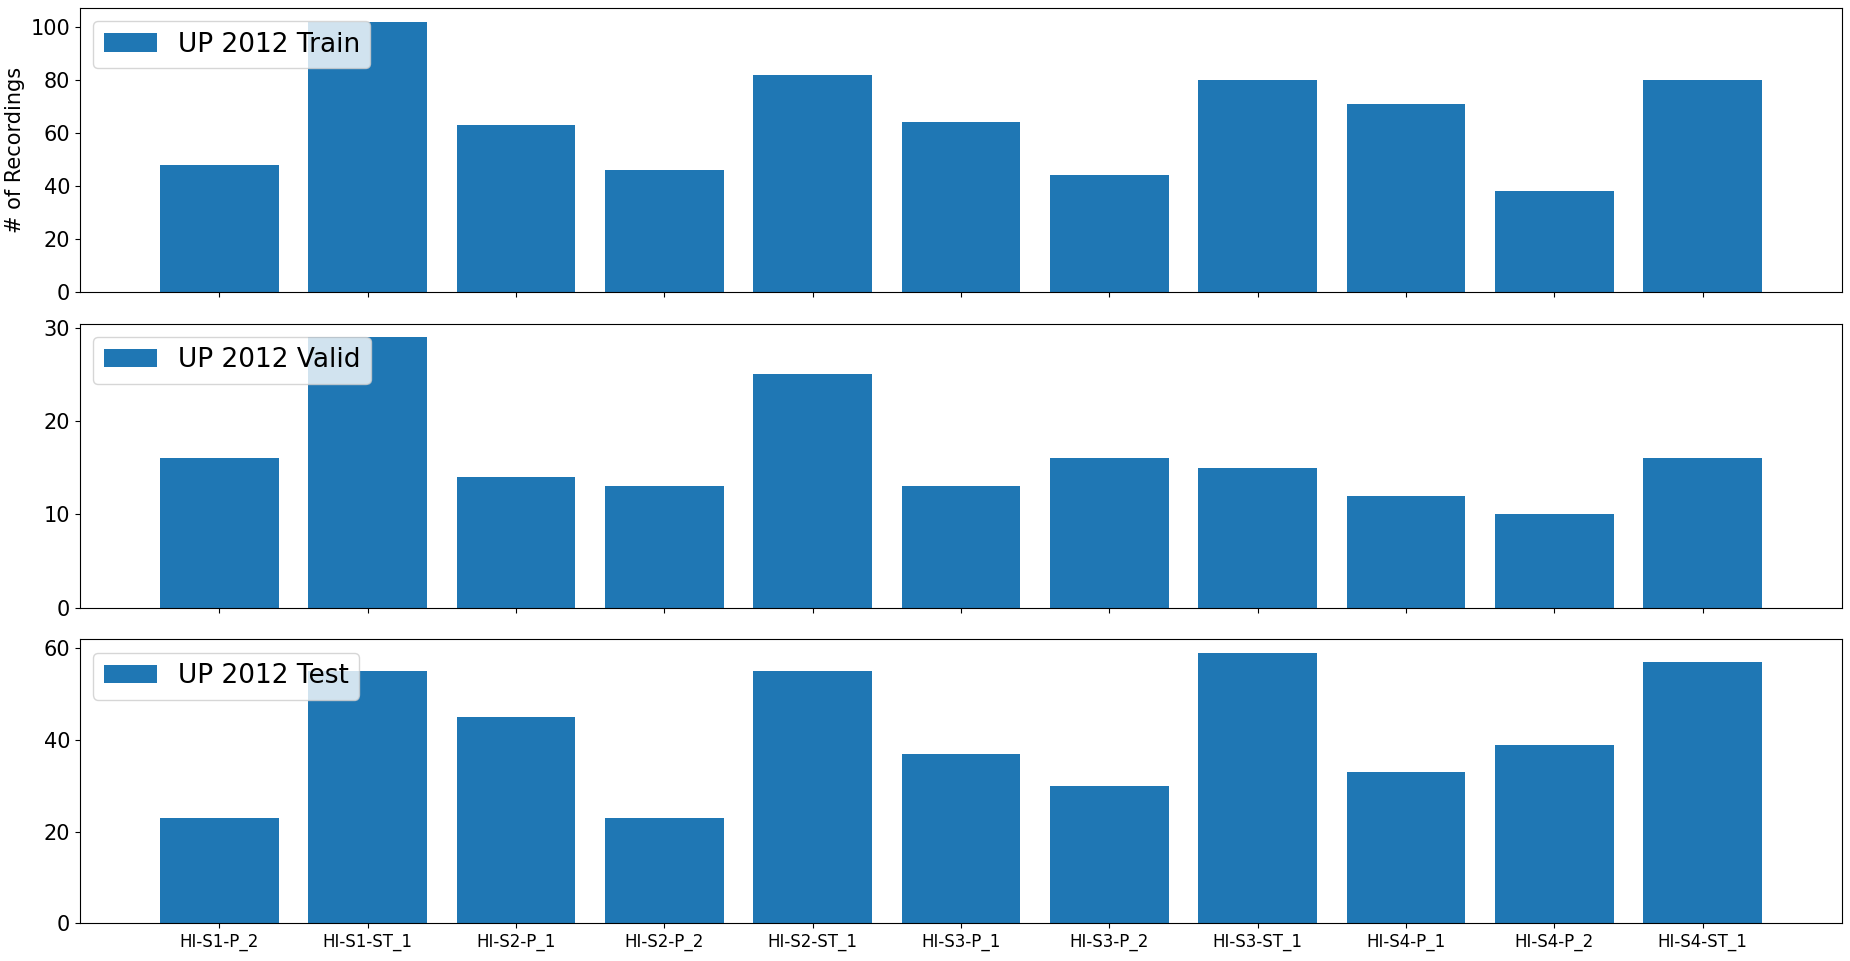 # of Recordings
100
80
60
40
20
0
UP 2012 Train
30
20
10
0
UP 2012 Valid
60
40
20
0
UP 2012 Test
HI-S1-P_2 HI-S1-ST_1 HI-S2-P_1 HI-S2-P_2 HI-S2-ST_1 HI-S3-P_1 HI-S3-P_2 HI-S3-ST_1 HI-S4-P_1 HI-S4-P_2 HI-S4-ST_1